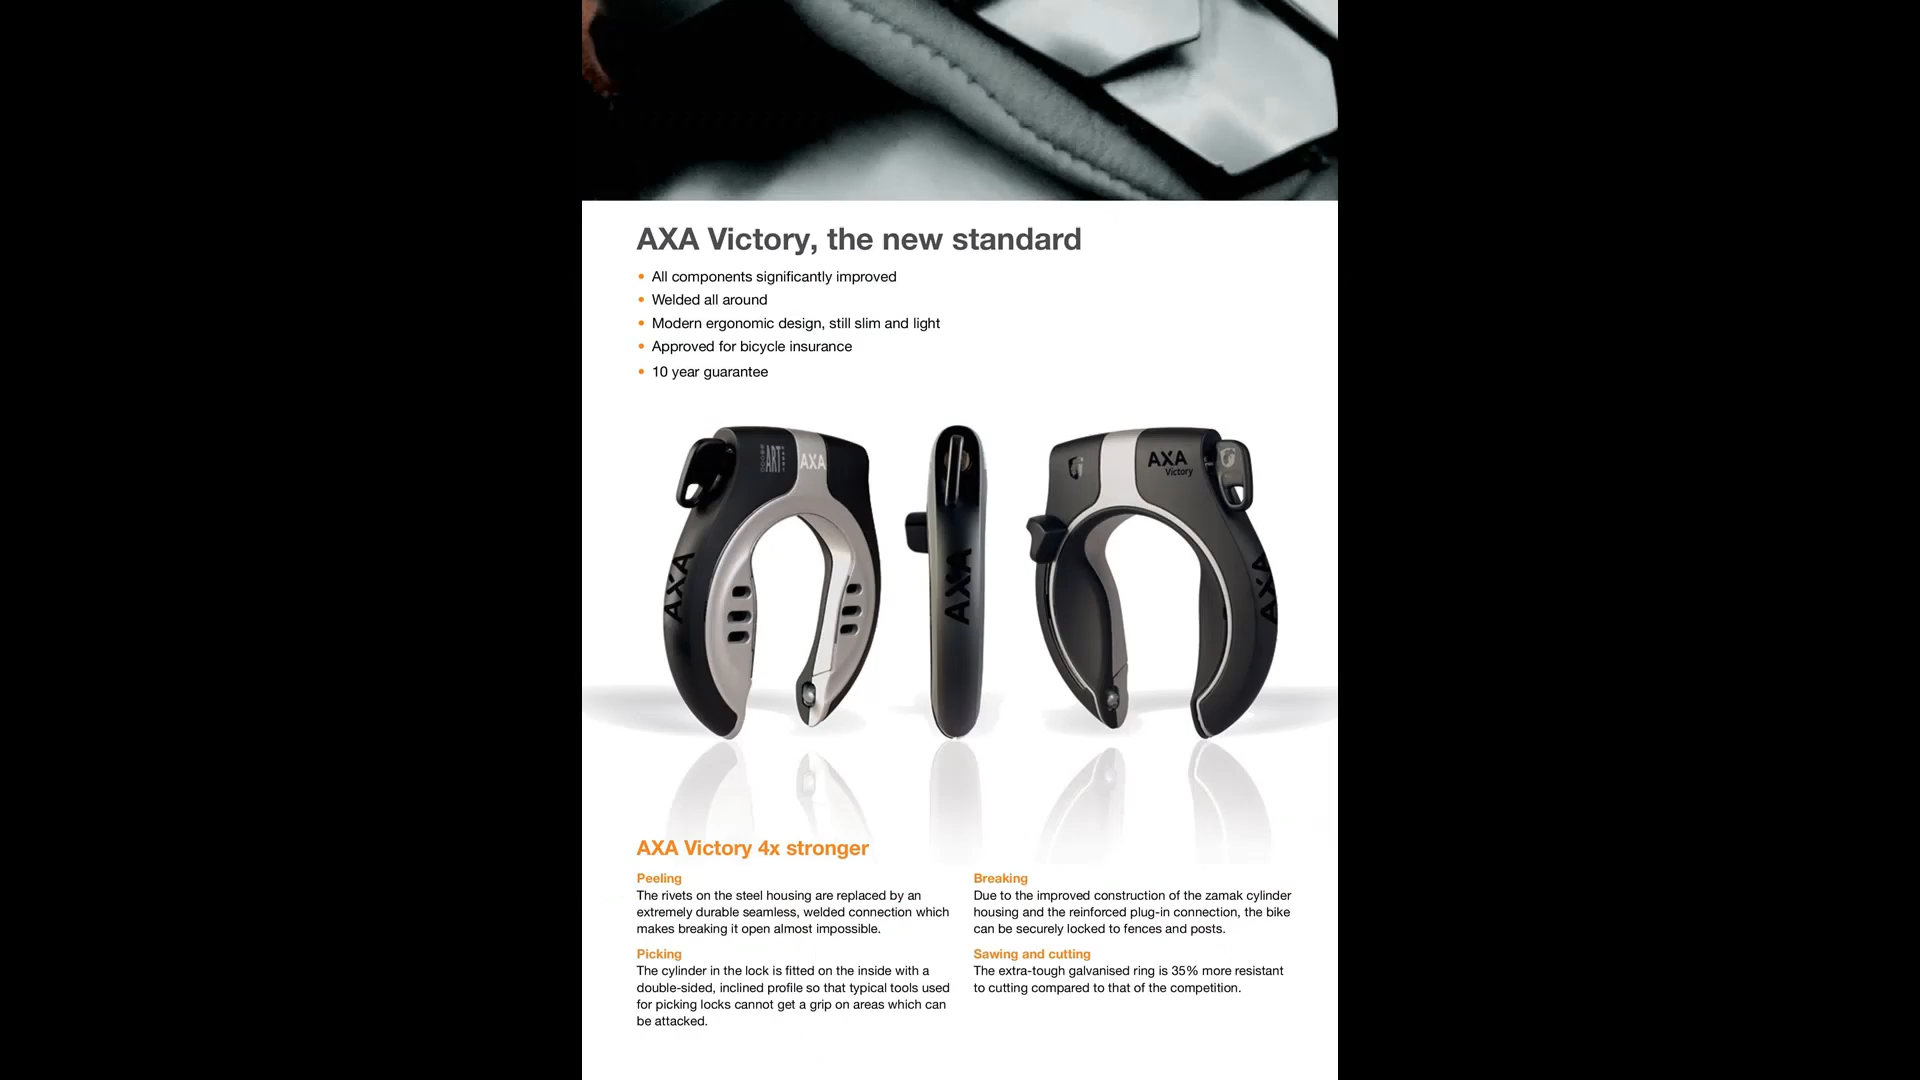 AXA Victory, the new standard
• All components significantly improved
• Welded all around
• Modern ergonomic design, still slim and light
• Approved for bicycle insurance
• 10 year guarantee
ART
AXA
AXA
AXA
AXA
Victory
AXA
AXA Victory 4x stronger
Peeling
The rivets on the steel housing are replaced by an
extremely durable seamless, welded connection which
makes breaking it open almost impossible.
Picking
The cylinder in the lock is fitted on the inside with a
double-sided, inclined profile so that typical tools used
for picking locks cannot get a grip on areas which can
be attacked.
Breaking
Due to the improved construction of the zamak cylinder
housing and the reinforced plug-in connection, the bike
can be securely locked to fences and posts.
Sawing and cutting
The extra-tough galvanised ring is 35% more resistant
to cutting compared to that of the competition.